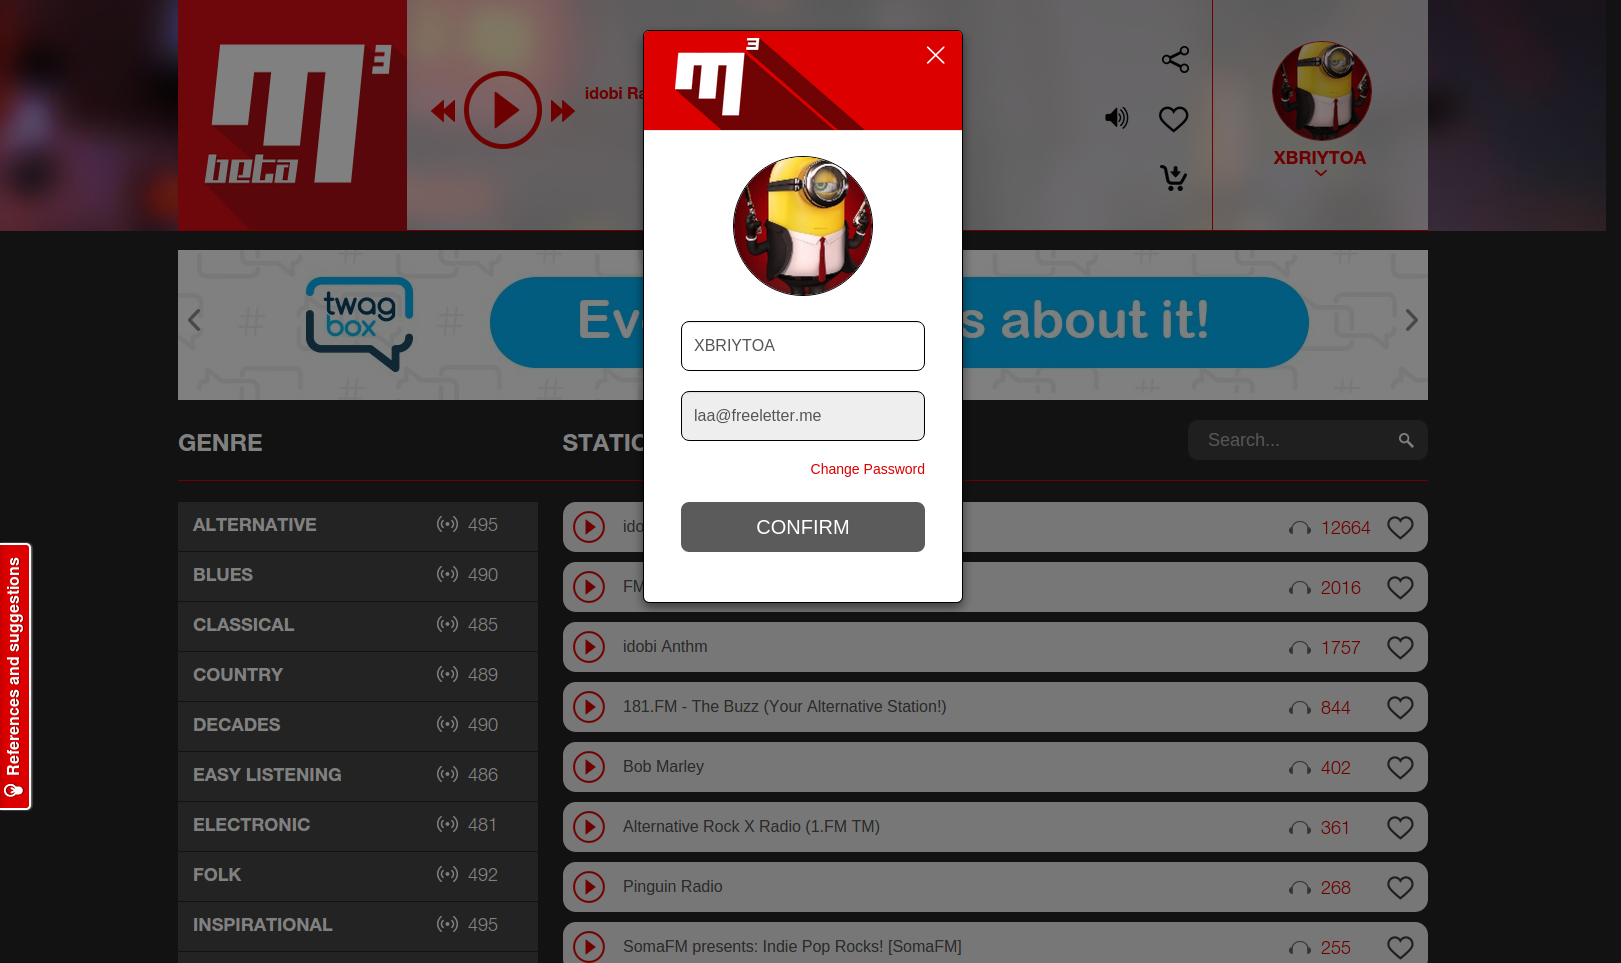 M3
beta
idobi Ra
XBRIYTOA
M3
XBRIYTOA
laa@freeletter.me
Change Password
CONFIRM
twag
box
Ev
s about it!
GENRE
STATIO
Search...
ALTERNATIVE 495
BLUES 490
CLASSICAL 485
COUNTRY 489
DECADES 490
EASY LISTENING 486
ELECTRONIC 481
FOLK 492
INSPIRATIONAL 495
ido 12664
FM 2016
idobi Anthm 1757
181.FM - The Buzz (Your Alternative Station!) 844
Bob Marley 402
Alternative Rock X Radio (1.FM TM) 361
Pinguin Radio 268
SomaFM presents: Indie Pop Rocks! [SomaFM] 255
References and suggestions